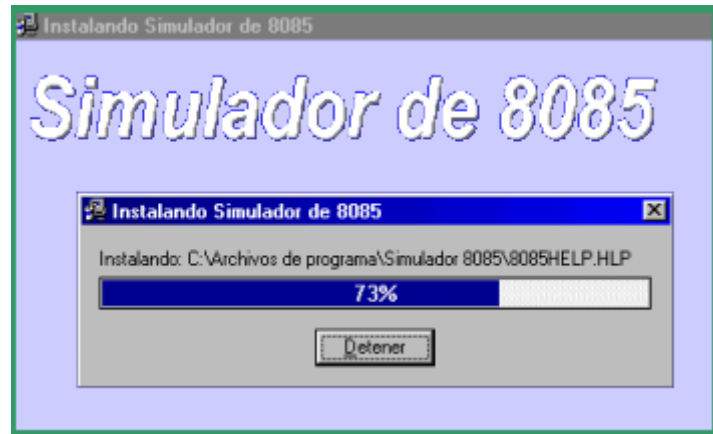 Instalando Simulador de 8085
Simulador de 8085
Instalando Simulador de 8085
Instalando: C:\Archivos de programa\Simulador 8085\8085HELP.HLP
73%
Detener